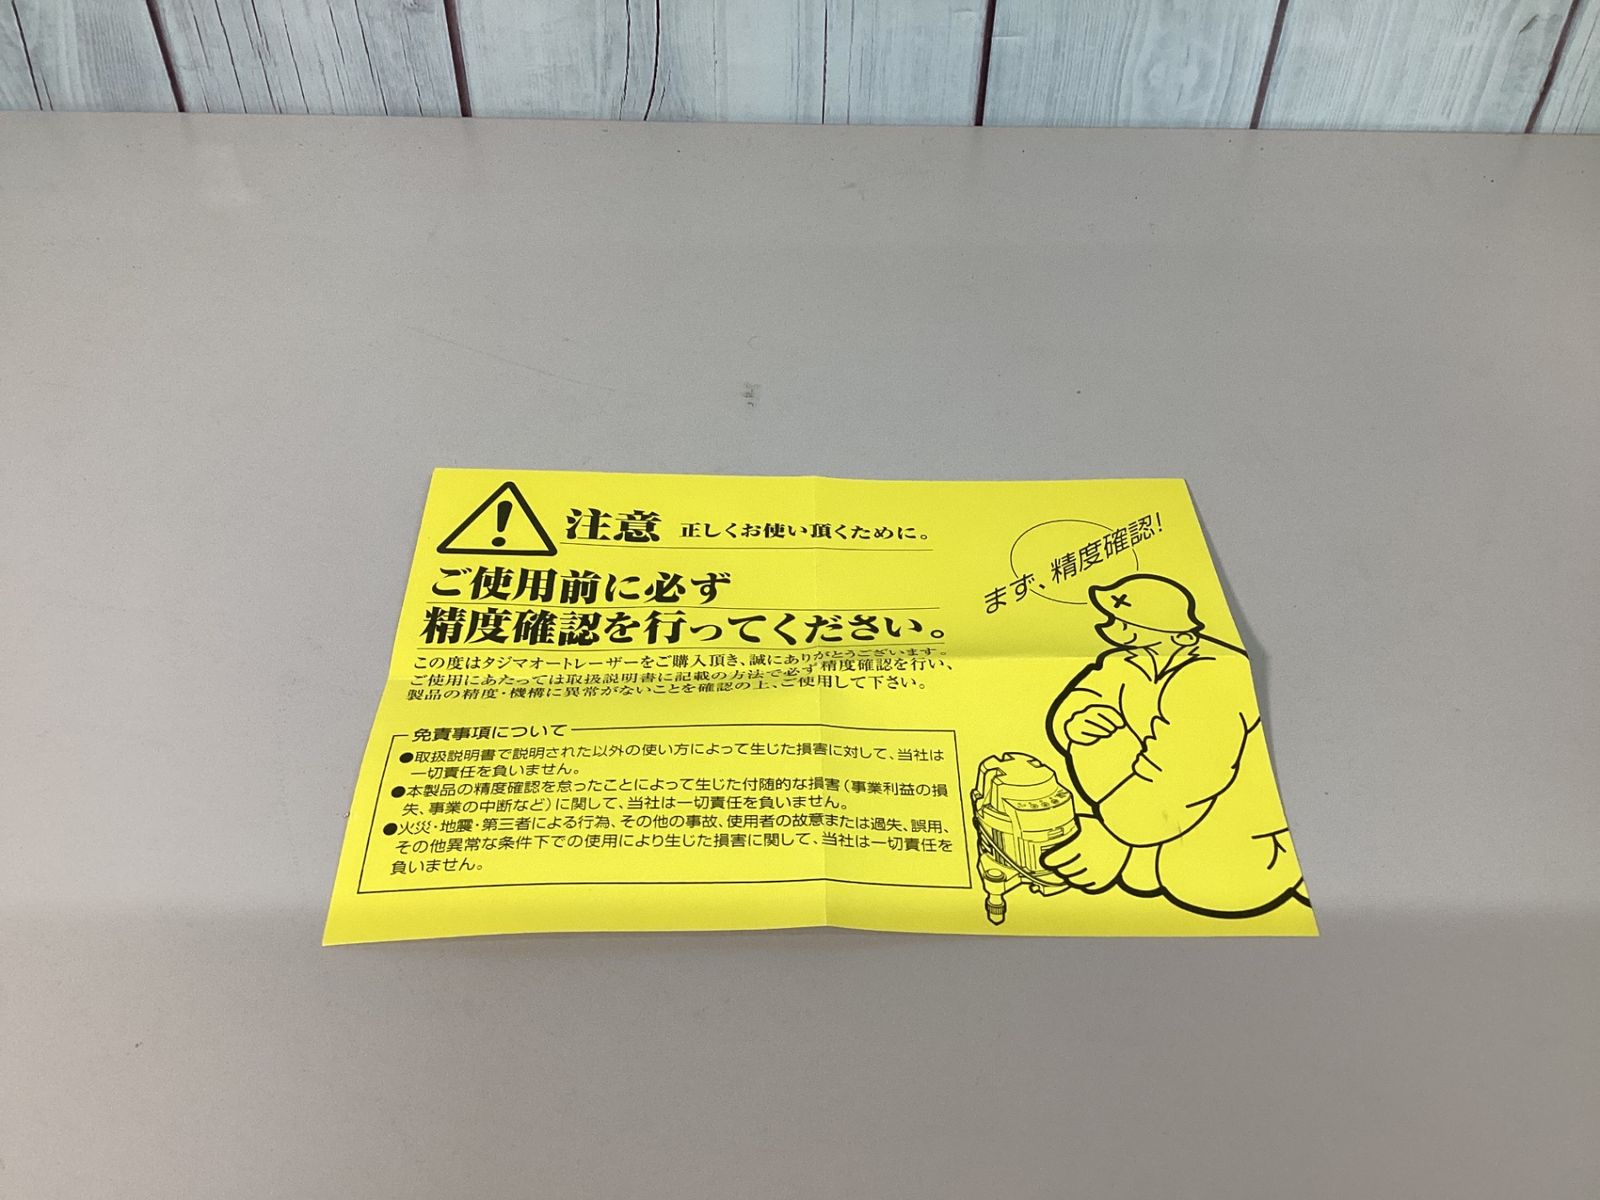 注意 正しくお使い頂くために。
ご使用前に必ず
精度確認を行ってください。
この度はタジマオートレーザーをご購入頂き、誠にありがとうございます。
ご使用にあたっては取扱説明書に記載の方法で必ず精度確認を行い、
製品の精度・機構に異常がないことを確認の上、ご使用して下さい。
免責事項について
●取扱説明書で説明された以外の使い方によって生じた損害に対して、当社は
一切責任を負いません。
●本製品の精度確認を怠ったことによって生じた付随的な損害(事業利益の損
失、事業の中断など)に関して、当社は一切責任を負いません。
●火災・地震・第三者による行為、その他の事故、使用者の故意または過失、誤用、
その他異常な条件下での使用により生じた損害に関して、当社は一切責任を
負いません。
まず、精度確認!